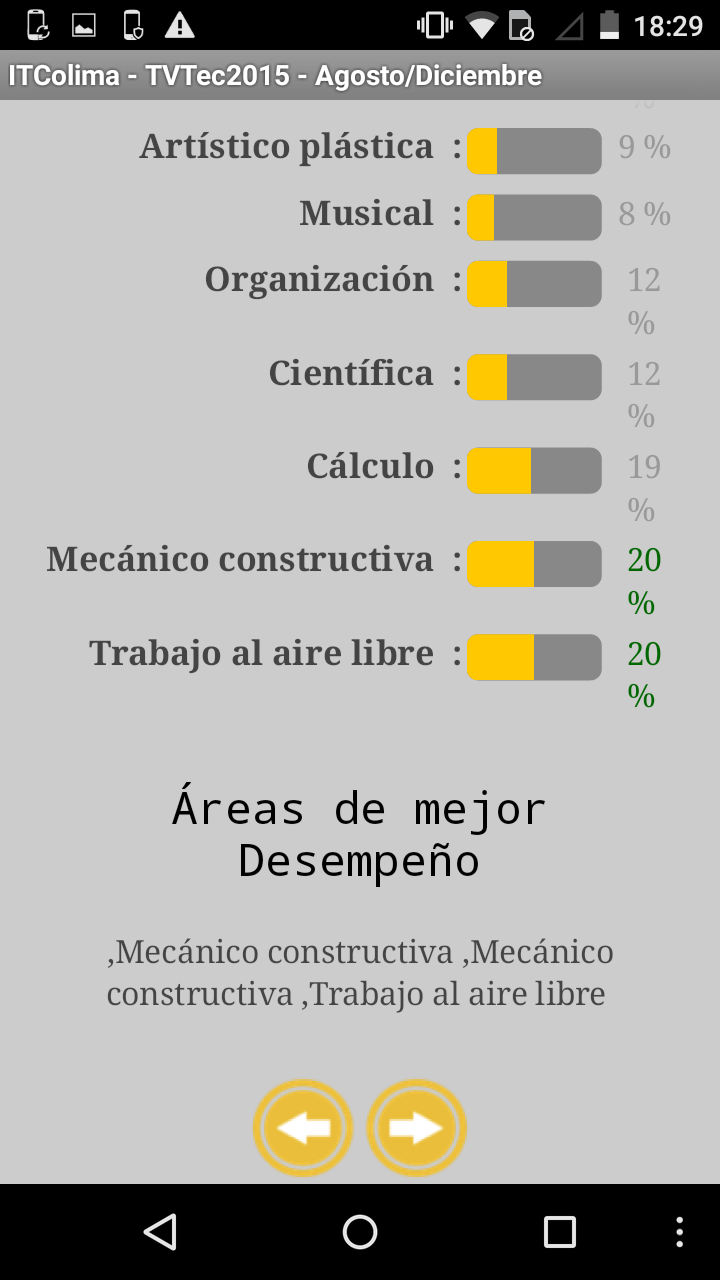 18:29
ITColima - TVTec2015 - Agosto/Diciembre
Artístico plástica : 9 %
Musical : 8 %
Organización : 12
%
Científica : 12
%
Cálculo : 19
%
Mecánico constructiva : 20
%
Trabajo al aire libre : 20
%
Áreas de mejor
Desempeño
,Mecánico constructiva ,Mecánico
constructiva ,Trabajo al aire libre